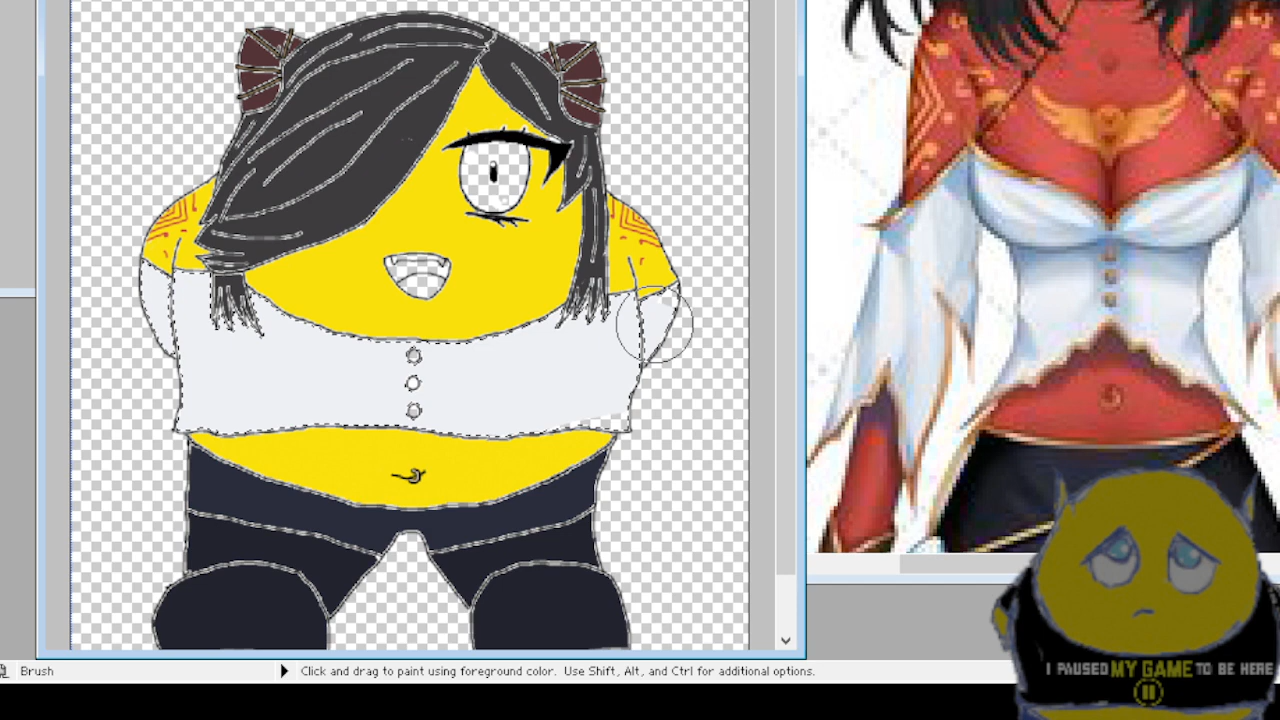 Brush
Click and drag to paint using foreground color. Use Shift, Alt, and Ctrl for additional options.
I PAUSED MY GAME TO BE HERE